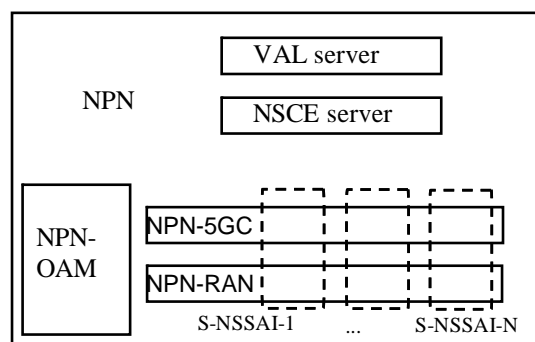 VAL server
NPN
NSCE server
NPN-
OAM
NPN-5GC
NPN-RAN
S-NSSAI-1 ... S-NSSAI-N